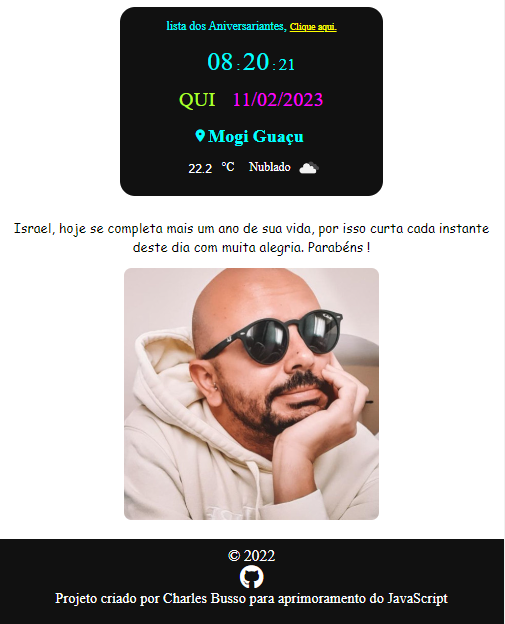 lista dos Aniversariantes, Clique aqui.
08:20:21
QUI 11/02/2023
Mogi Guaçu
22.2 °C Nublado
Israel, hoje se completa mais um ano de sua vida, por isso curta cada instante
deste dia com muita alegria. Parabéns !
© 2022
Projeto criado por Charles Busso para aprimoramento do JavaScript